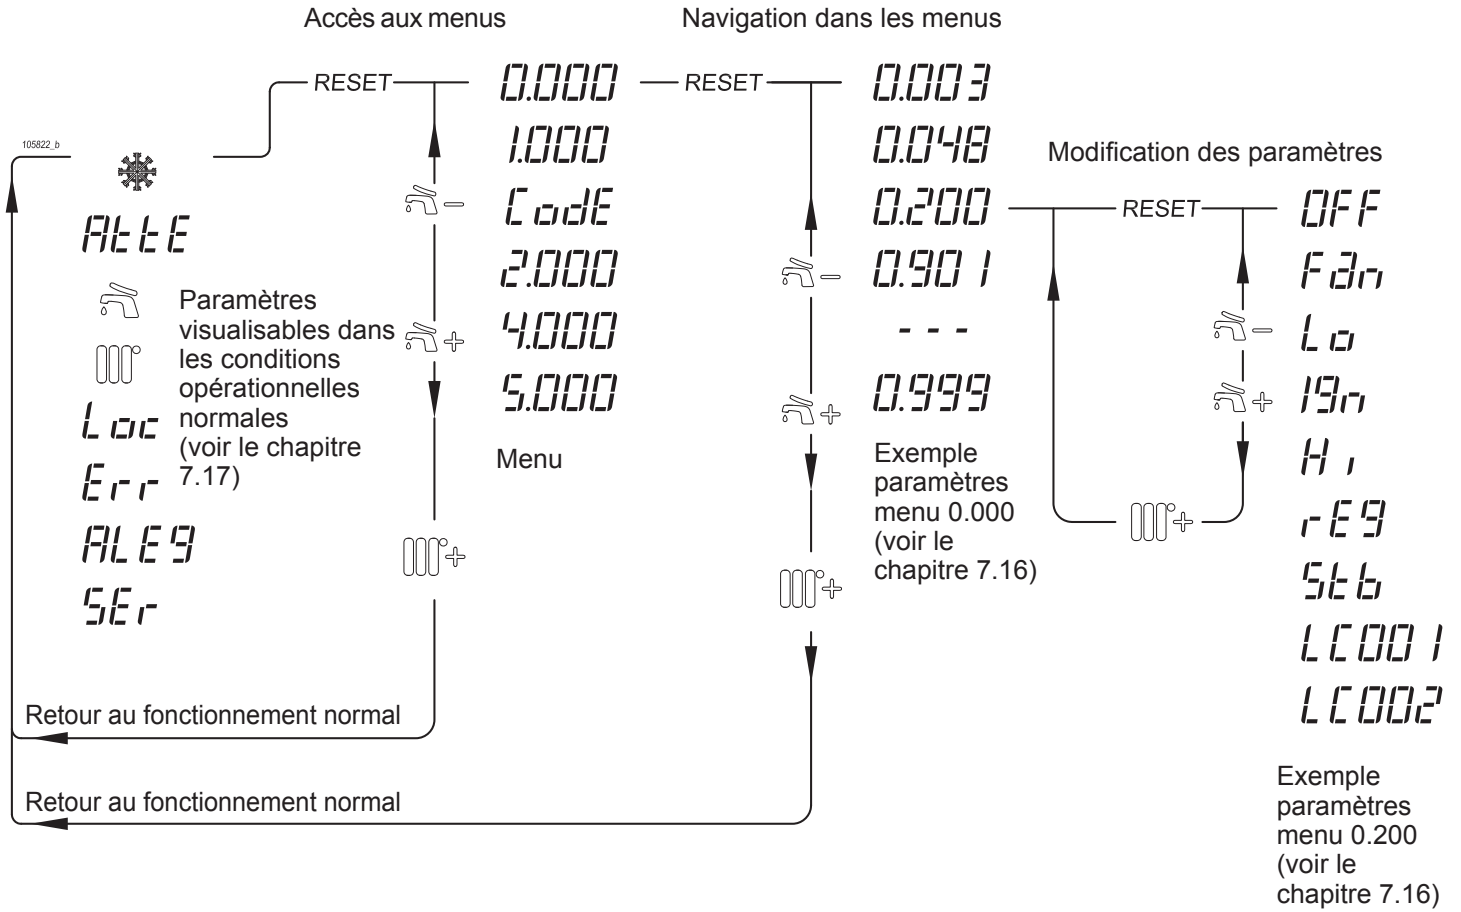 Accès aux menus
Navigation dans les menus
105822_b
RESET
0.000
1.000
CodE
2.000
4.000
5.000
Menu
RESET
0.003
0.048
0.200
0.901
- - -
0.999
Exemple
paramètres
menu 0.000
(voir le
chapitre 7.16)
Modification des paramètres
RESET
OFF
Fan
Lo
Ign
Hi
rEg
Stb
LC001
LC002
Exemple
paramètres
menu 0.200
(voir le
chapitre 7.16)
AttE
Loc
Err
ALEg
SEr
Paramètres
visualisables dans
les conditions
opérationnelles
normales
(voir le chapitre
7.17)
Retour au fonctionnement normal
Retour au fonctionnement normal